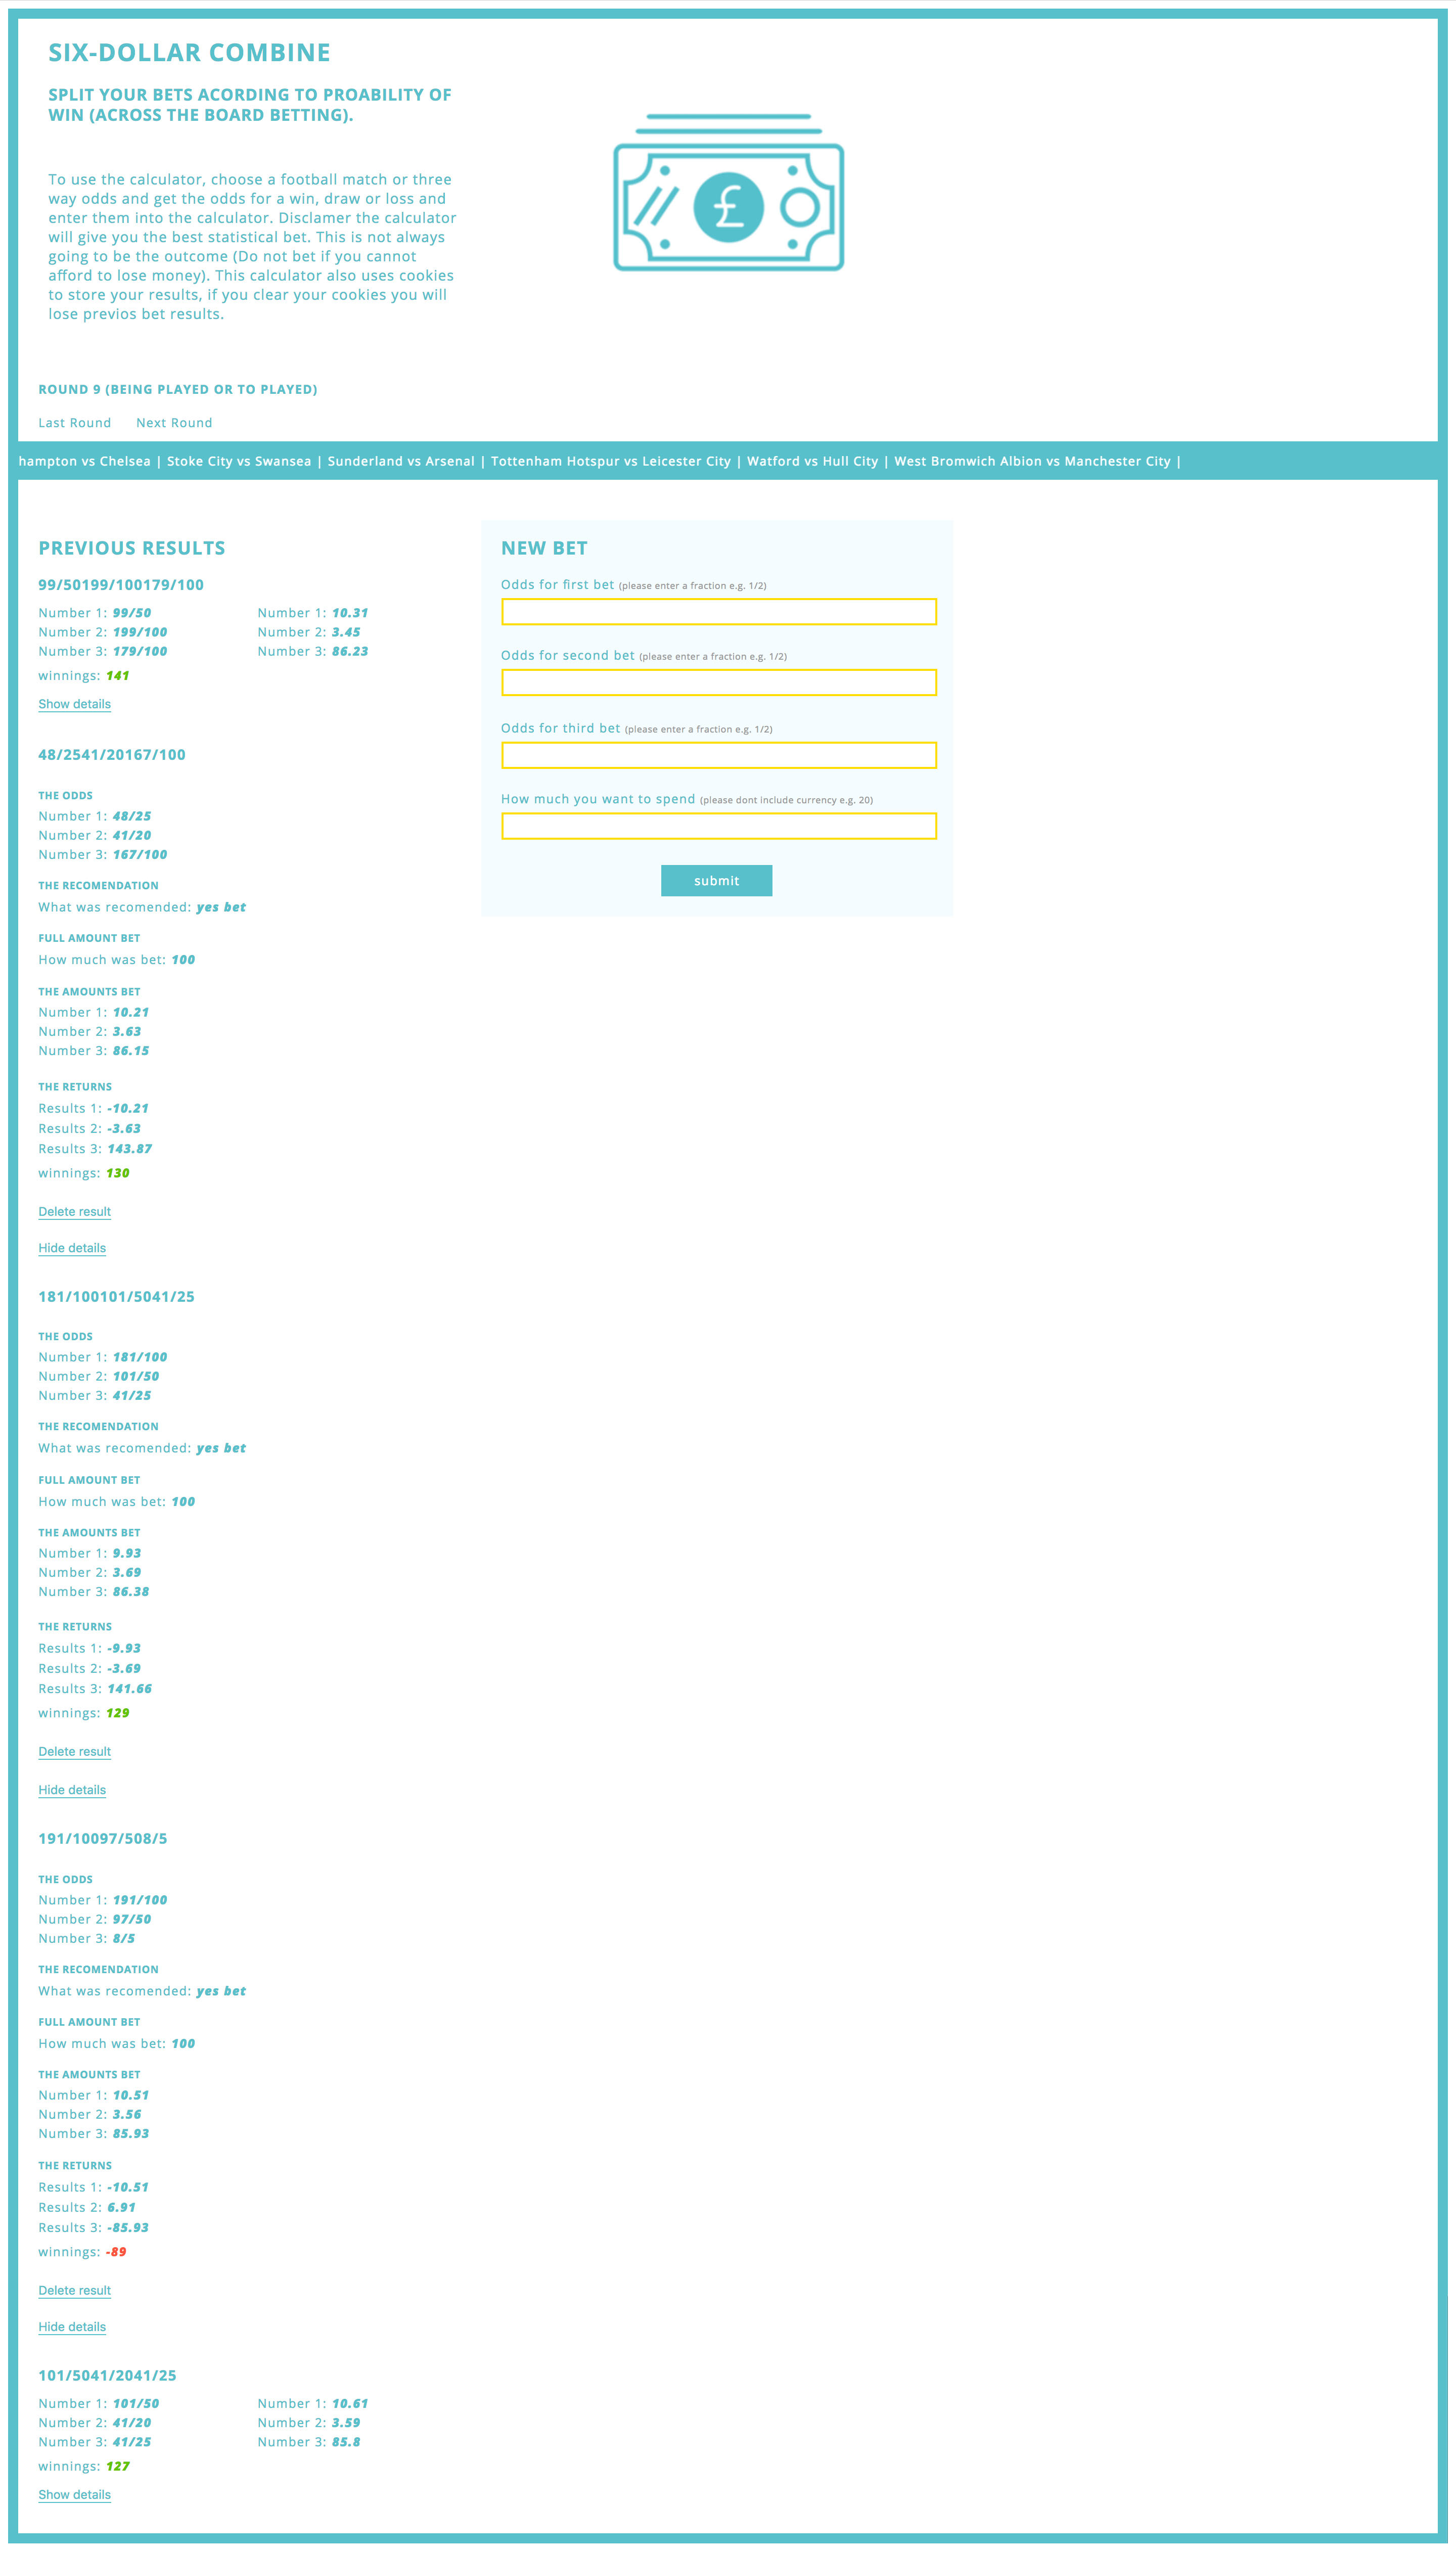 SIX-DOLLAR COMBINE
SPLIT YOUR BETS ACORDING TO PROABILITY OF
WIN (ACROSS THE BOARD BETTING).
To use the calculator, choose a football match or three
way odds and get the odds for a win, draw or loss and
enter them into the calculator. Disclamer the calculator
will give you the best statistical bet. This is not always
going to be the outcome (Do not bet if you cannot
afford to lose money). This calculator also uses cookies
to store your results, if you clear your cookies you will
lose previos bet results.
£
ROUND 9 (BEING PLAYED OR TO PLAYED)
Last Round Next Round
hampton vs Chelsea | Stoke City vs Swansea | Sunderland vs Arsenal | Tottenham Hotspur vs Leicester City | Watford vs Hull City | West Bromwich Albion vs Manchester City |
PREVIOUS RESULTS
99/50199/100179/100
Number 1: 99/50 Number 1: 10.31
Number 2: 199/100 Number 2: 3.45
Number 3: 179/100 Number 3: 86.23
winnings: 141
Show details
48/2541/20167/100
THE ODDS
Number 1: 48/25
Number 2: 41/20
Number 3: 167/100
THE RECOMENDATION
What was recomended: yes bet
FULL AMOUNT BET
How much was bet: 100
THE AMOUNTS BET
Number 1: 10.21
Number 2: 3.63
Number 3: 86.15
THE RETURNS
Results 1: -10.21
Results 2: -3.63
Results 3: 143.87
winnings: 130
Delete result
Hide details
181/100101/5041/25
THE ODDS
Number 1: 181/100
Number 2: 101/50
Number 3: 41/25
THE RECOMENDATION
What was recomended: yes bet
FULL AMOUNT BET
How much was bet: 100
THE AMOUNTS BET
Number 1: 9.93
Number 2: 3.69
Number 3: 86.38
THE RETURNS
Results 1: -9.93
Results 2: -3.69
Results 3: 141.66
winnings: 129
Delete result
Hide details
191/10097/508/5
THE ODDS
Number 1: 191/100
Number 2: 97/50
Number 3: 8/5
THE RECOMENDATION
What was recomended: yes bet
FULL AMOUNT BET
How much was bet: 100
THE AMOUNTS BET
Number 1: 10.51
Number 2: 3.56
Number 3: 85.93
THE RETURNS
Results 1: -10.51
Results 2: 6.91
Results 3: -85.93
winnings: -89
Delete result
Hide details
101/5041/2041/25
Number 1: 101/50 Number 1: 10.61
Number 2: 41/20 Number 2: 3.59
Number 3: 41/25 Number 3: 85.8
winnings: 127
Show details
NEW BET
Odds for first bet (please enter a fraction e.g. 1/2)
Odds for second bet (please enter a fraction e.g. 1/2)
Odds for third bet (please enter a fraction e.g. 1/2)
How much you want to spend (please dont include currency e.g. 20)
submit